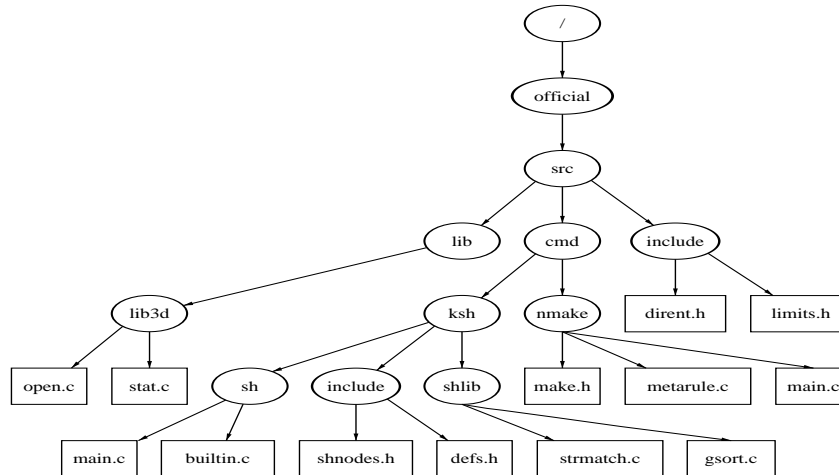 /
official
src
lib
cmd
include
lib3d
ksh
nmake
dirent.h
limits.h
open.c
stat.c
sh
include
shlib
make.h
metarule.c
main.c
main.c
builtin.c
shnodes.h
defs.h
strmatch.c
gsort.c